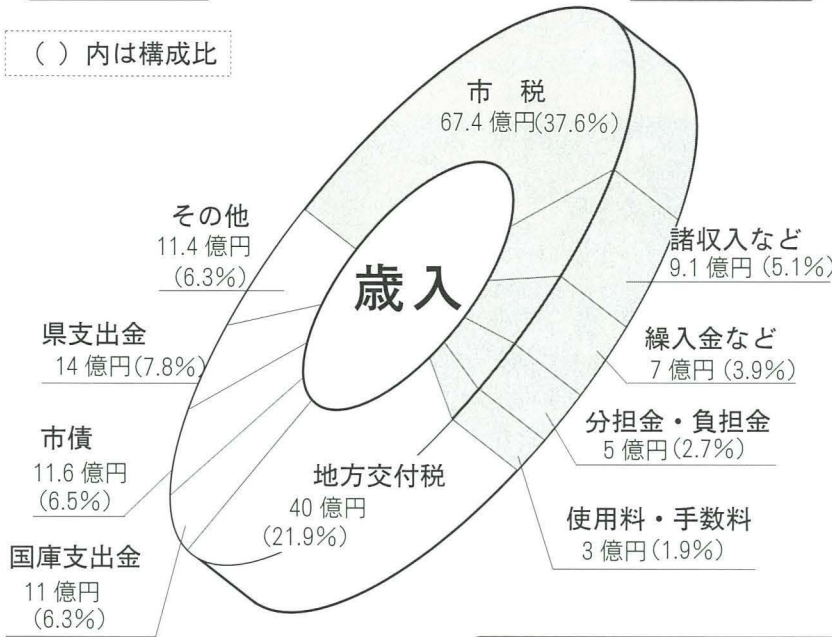 （ ）内は構成比
市　税
67.4 億円(37.6%)
諸収入など
9.1 億円 (5.1%)
繰入金など
7 億円 (3.9%)
分担金・負担金
5 億円 (2.7%)
使用料・手数料
3 億円 (1.9%)
地方交付税
40 億円
(21.9%)
国庫支出金
11 億円
(6.3%)
市債
11.6 億円
(6.5%)
県支出金
14 億円 (7.8%)
その他
11.4 億円
(6.3%)
歳入